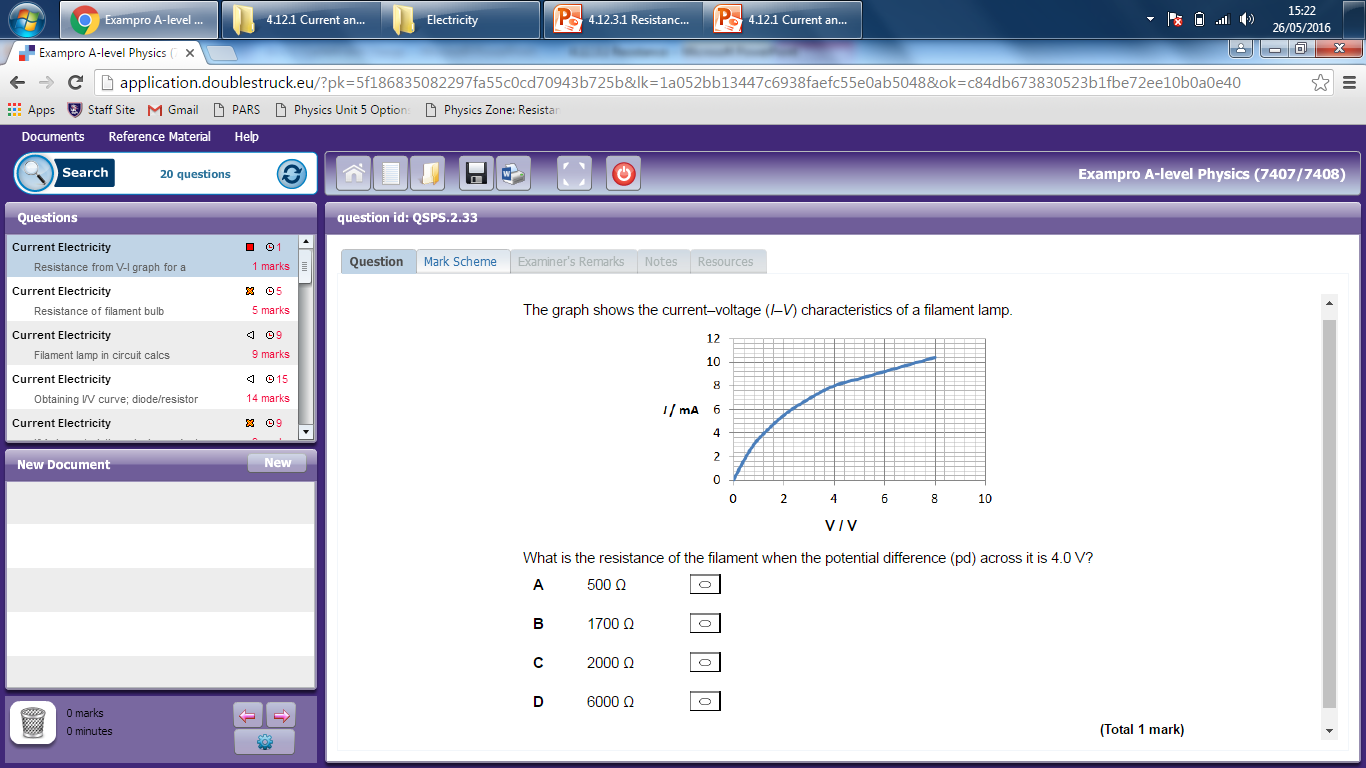 Exampro A-level ...
4.12.1 Current an...
Electricity
4.12.3.1 Resistanc...
4.12.1 Current an...
15:22
26/05/2016
Exampro A-level Physics (7
application.doublestruck.eu/?pk=5f186835082297fa55c0cd70943b725b&lk=1a052bb13447c6938faefc55e0ab5048&ok=c84db673830523b1fbe72ee10b0a0e40
Apps
Staff Site
Gmail
PARS
Physics Unit 5 Option
Physics Zone: Resistar
Documents
Reference Material
Help
Search
20 questions
Exampro A-level Physics (7407/7408)
Questions
question id: QSPS.2.33
Current Electricity 1
Resistance from V-I graph for a 1 marks
Current Electricity 5
Resistance of filament bulb 5 marks
Current Electricity 9
Filament lamp in circuit calcs 9 marks
Current Electricity 15
Obtaining I/V curve; diode/resistor 14 marks
Current Electricity 9
New Document
New
0 marks
0 minutes
Question
Mark Scheme
Examiner's Remarks
Notes
Resources
The graph shows the current–voltage (I–V) characteristics of a filament lamp.
12
10
8
I / mA 6
4
2
0
0 2 4 6 8 10
V / V
What is the resistance of the filament when the potential difference (pd) across it is 4.0 V?
A 500 Ω
B 1700 Ω
C 2000 Ω
D 6000 Ω
(Total 1 mark)